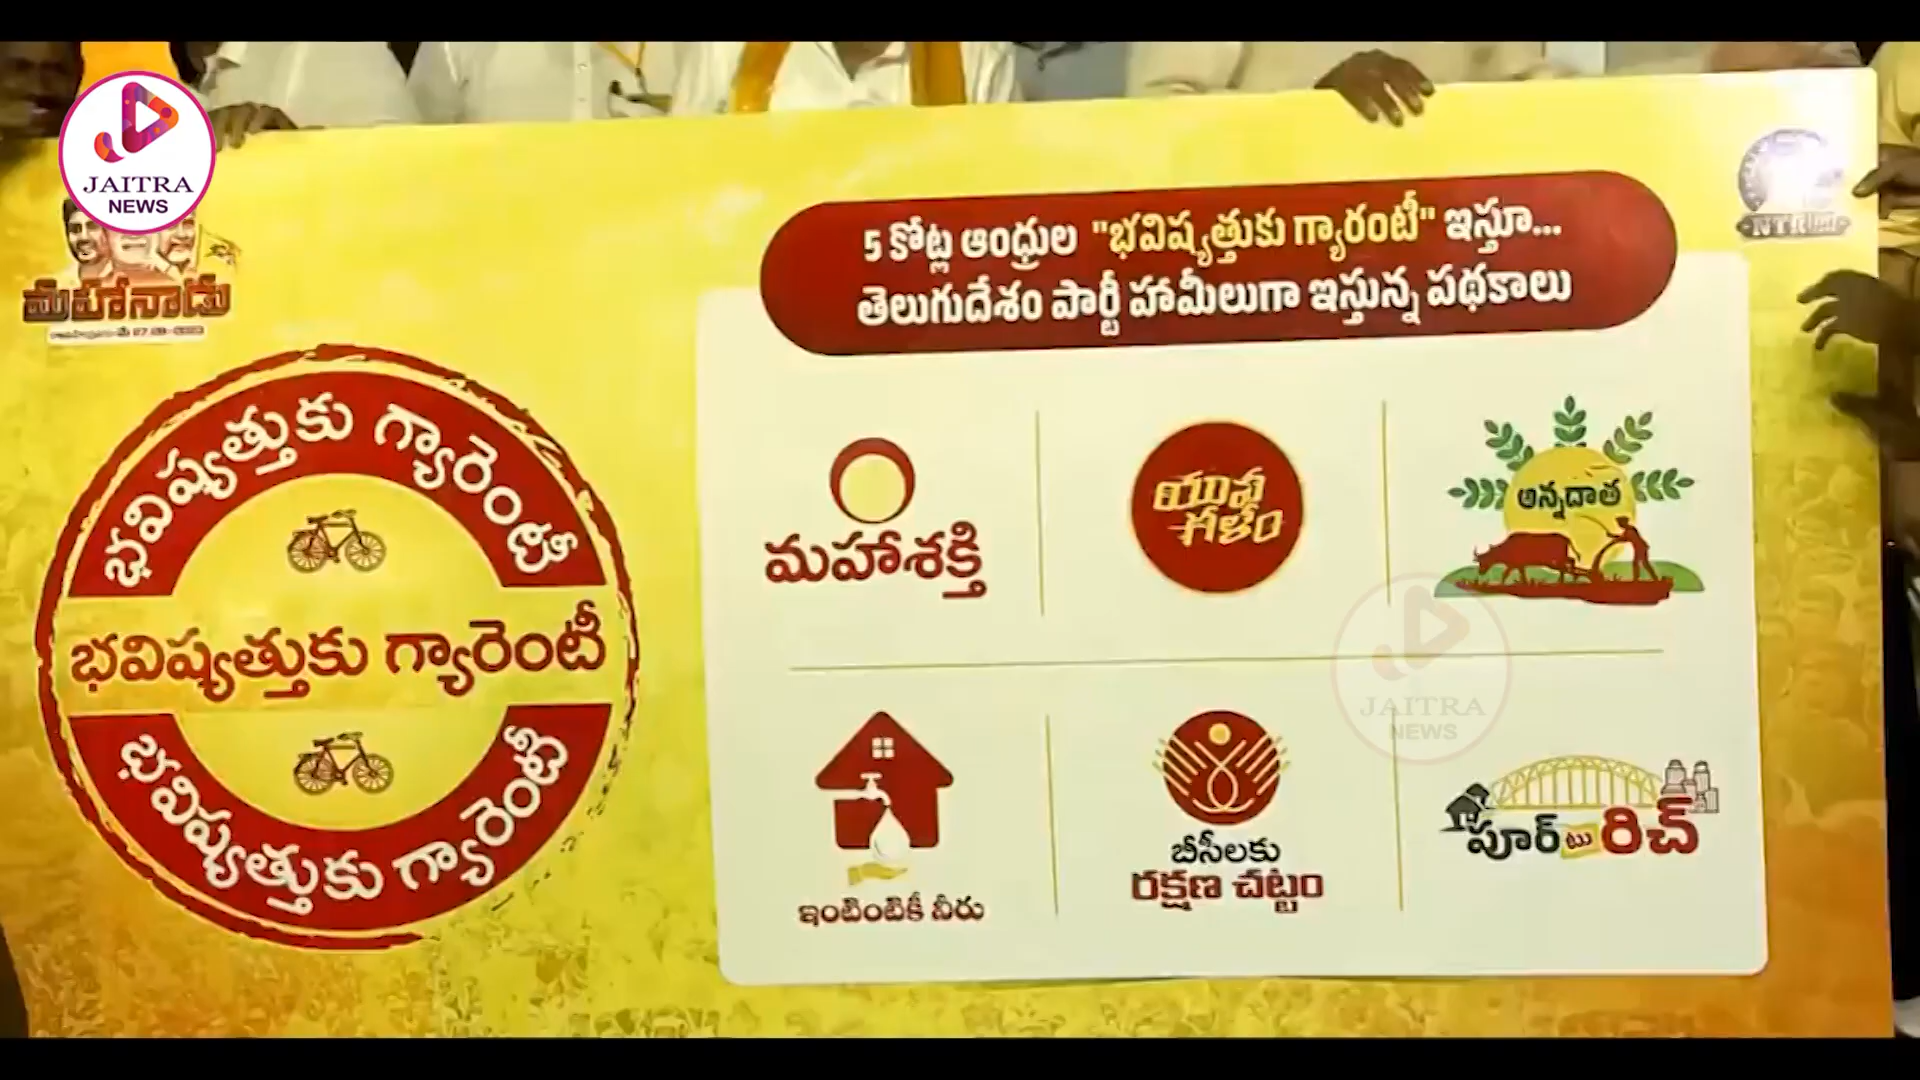 JAITRA
NEWS
మహానాడు
భవిష్యత్తుకు గ్యారెంటీ
భవిష్యత్తుకు గ్యారెంటీ
భవిష్యత్తుకు గ్యారెంటీ
5 కోట్ల ఆంధ్రుల "భవిష్యత్తుకు గ్యారంటీ" ఇస్తూ...
తెలుగుదేశం పార్టీ హామీలుగా ఇస్తున్న పథకాలు
మహాశక్తి
యువ
గళం
అన్నదాత
ఇంటింటికీ నీరు
బీసీలకు
రక్షణ చట్టం
పూర్ టు రిచ్
JAITRA
NEWS
NTR